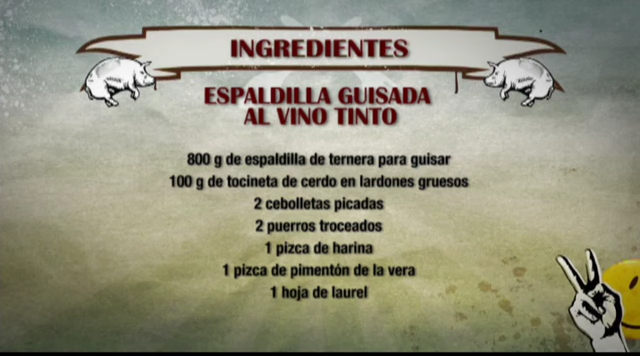 INGREDIENTES
ESPALDILLA GUISADA
AL VINO TINTO
800 g de espaldilla de ternera para guisar
100 g de tocineta de cerdo en lardones gruesos
2 cebolletas picadas
2 puerros troceados
1 pizca de harina
1 pizca de pimentón de la vera
1 hoja de laurel